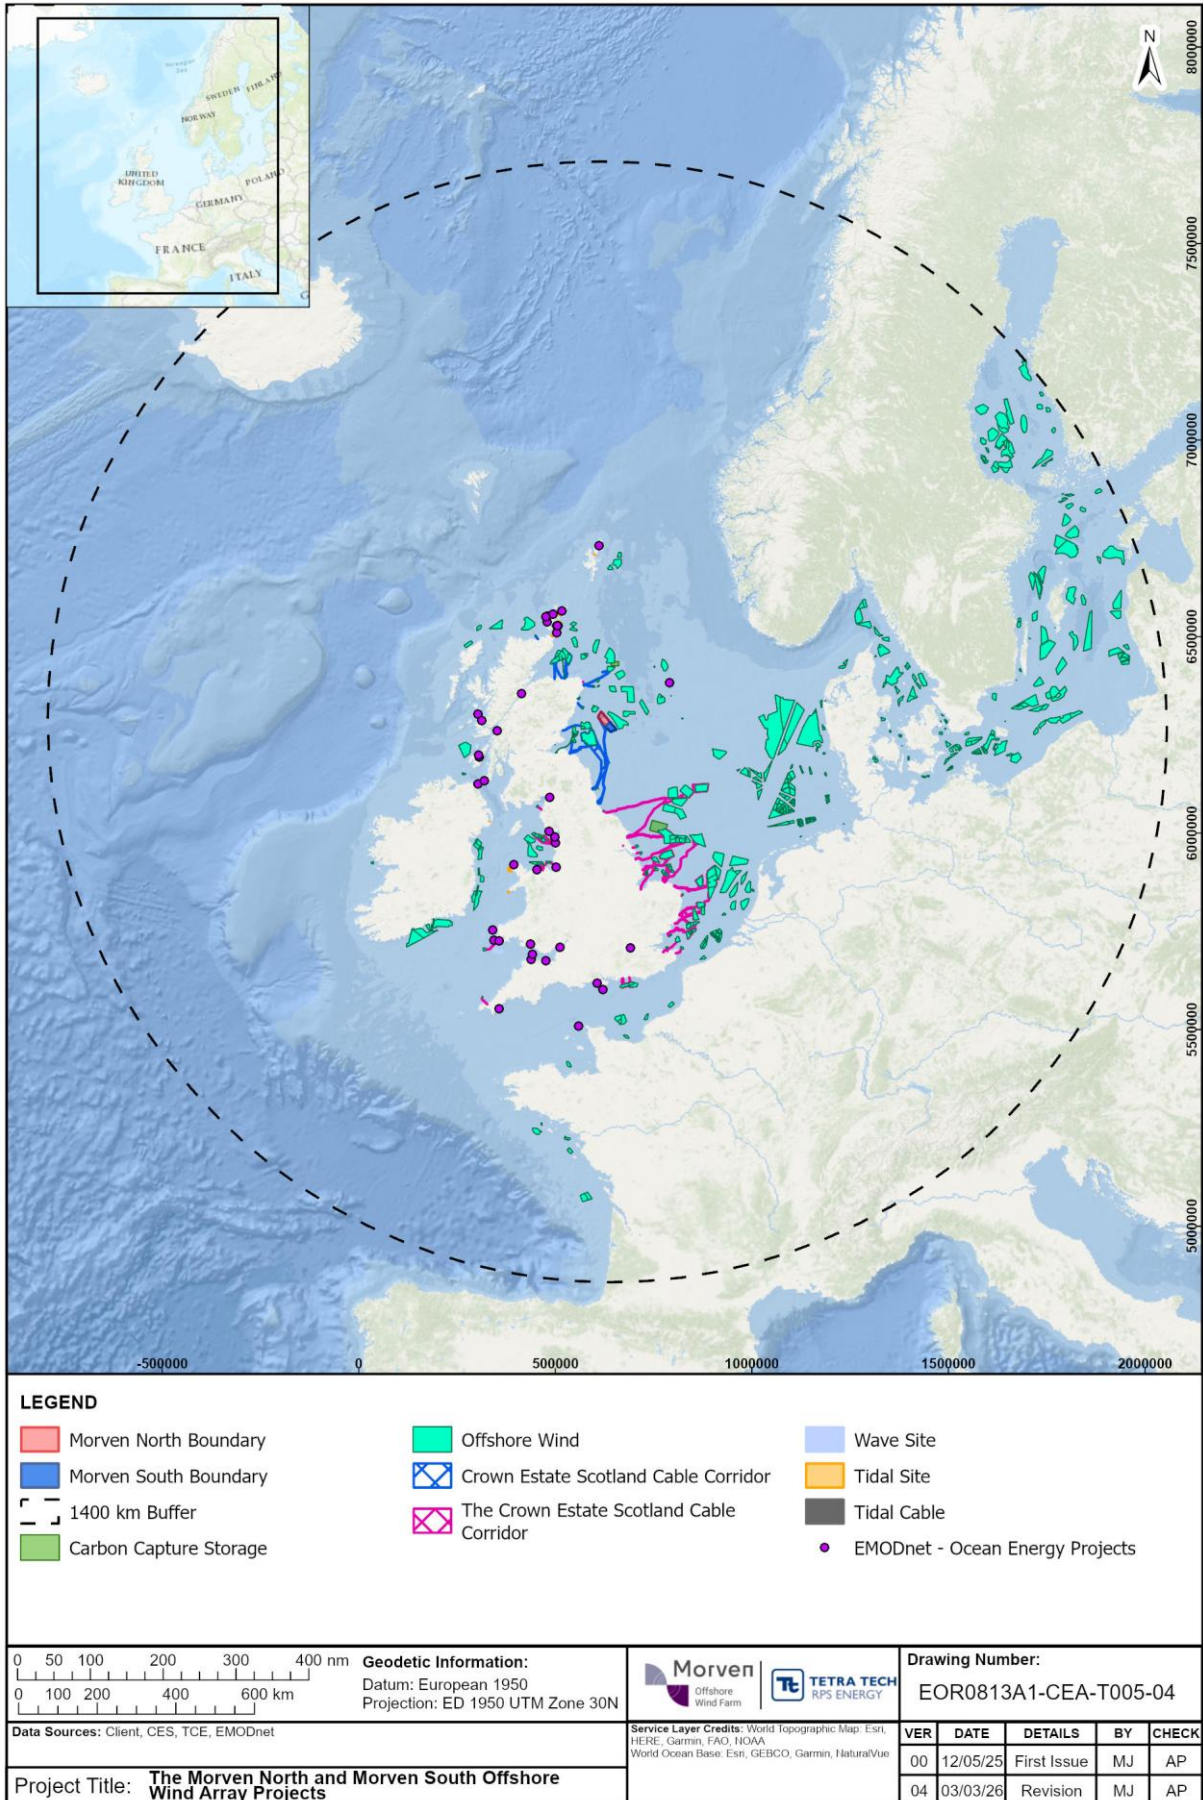 N
Norwegian
Sea
SWEDEN
FINLAND
NORWAY
UNITED
KINGDOM
POLAND
GERMANY
FRANCE
ITALY
8000000
7500000
7000000
6500000
6000000
5500000
5000000
-500000
0
500000
1000000
1500000
2000000
LEGEND
Morven North Boundary
Morven South Boundary
1400 km Buffer
Carbon Capture Storage
Offshore Wind
Crown Estate Scotland Cable Corridor
The Crown Estate Scotland Cable
Corridor
Wave Site
Tidal Site
Tidal Cable
EMODnet - Ocean Energy Projects
0 50 100 200 300 400 nm
0 100 200 400 600 km
Geodetic Information:
Datum: European 1950
Projection: ED 1950 UTM Zone 30N
Data Sources: Client, CES, TCE, EMODnet
Project Title: The Morven North and Morven South Offshore
Wind Array Projects
Morven
Offshore
Wind Farm
TETRA TECH
RPS ENERGY
Service Layer Credits: World Topographic Map: Esri,
HERE, Garmin, FAO, NOAA
World Ocean Base: Esri, GEBCO, Garmin, NaturalVue
Drawing Number:
EOR0813A1-CEA-T005-04
VER DATE DETAILS BY CHECK
00 12/05/25 First Issue MJ AP
04 03/03/26 Revision MJ AP